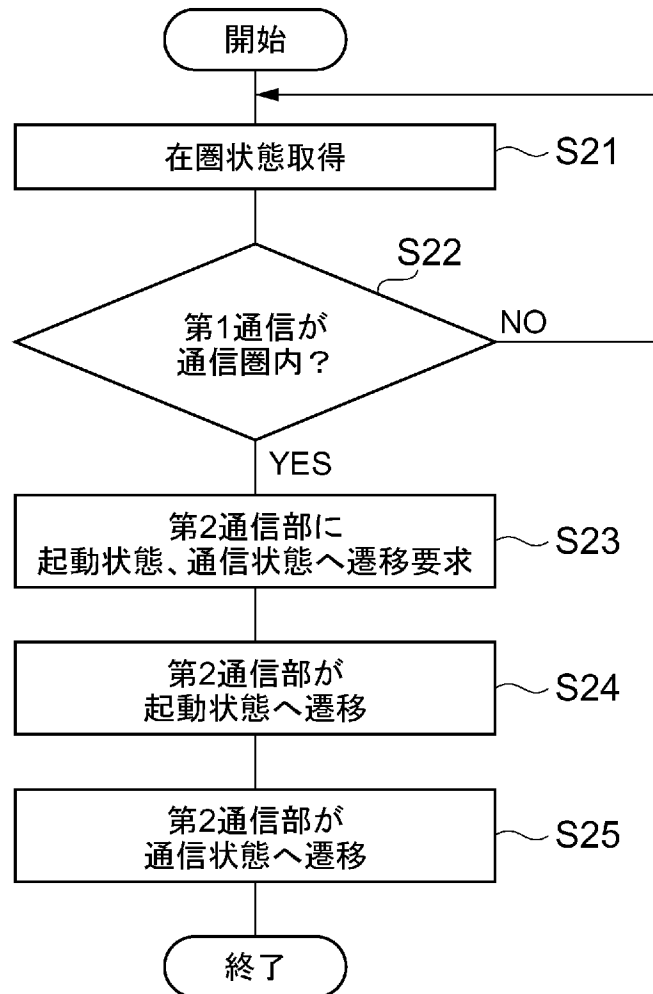 開始
在圏状態取得
S21
S22
第1通信が
通信圏内？
NO
YES
第2通信部に
起動状態、通信状態へ遷移要求
S23
第2通信部が
起動状態へ遷移
S24
第2通信部が
通信状態へ遷移
S25
終了